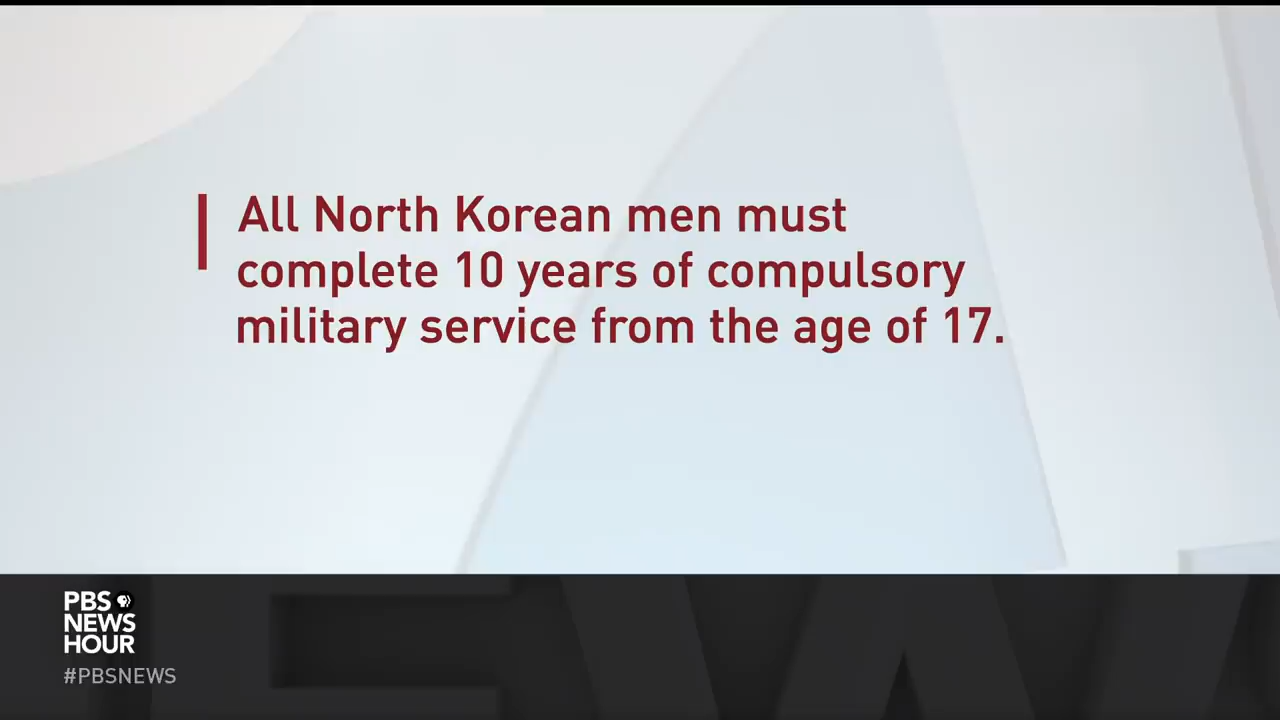 All North Korean men must
complete 10 years of compulsory
military service from the age of 17.
PBS
NEWS
HOUR
#PBSNEWS